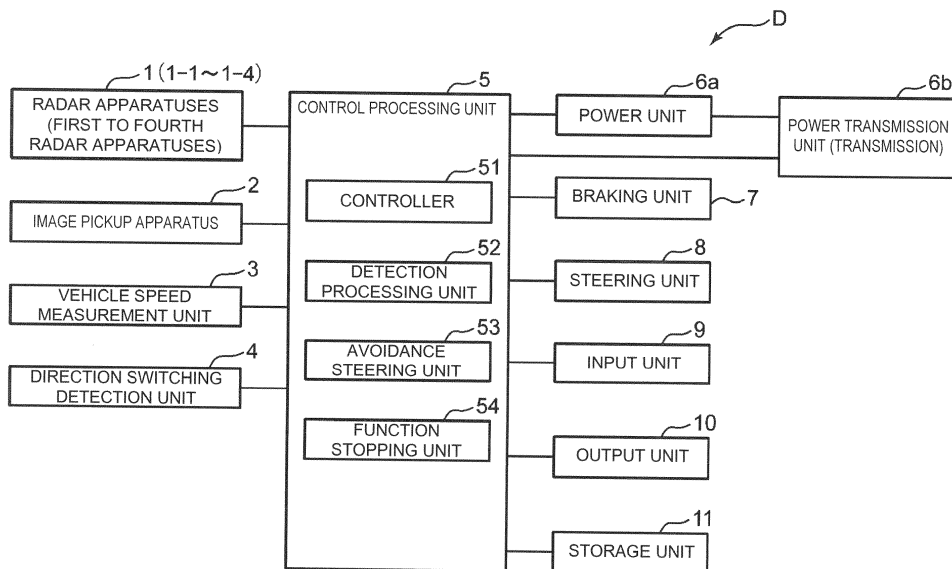 D
1 (1-1~1-4)
RADAR APPARATUSES
(FIRST TO FOURTH
RADAR APPARATUSES)
2
IMAGE PICKUP APPARATUS
3
VEHICLE SPEED
MEASUREMENT UNIT
4
DIRECTION SWITCHING
DETECTION UNIT
5
CONTROL PROCESSING UNIT
51
CONTROLLER
52
DETECTION
PROCESSING UNIT
53
AVOIDANCE
STEERING UNIT
54
FUNCTION
STOPPING UNIT
6a
POWER UNIT
6b
POWER TRANSMISSION
UNIT (TRANSMISSION)
BRAKING UNIT
7
8
STEERING UNIT
9
INPUT UNIT
10
OUTPUT UNIT
11
STORAGE UNIT